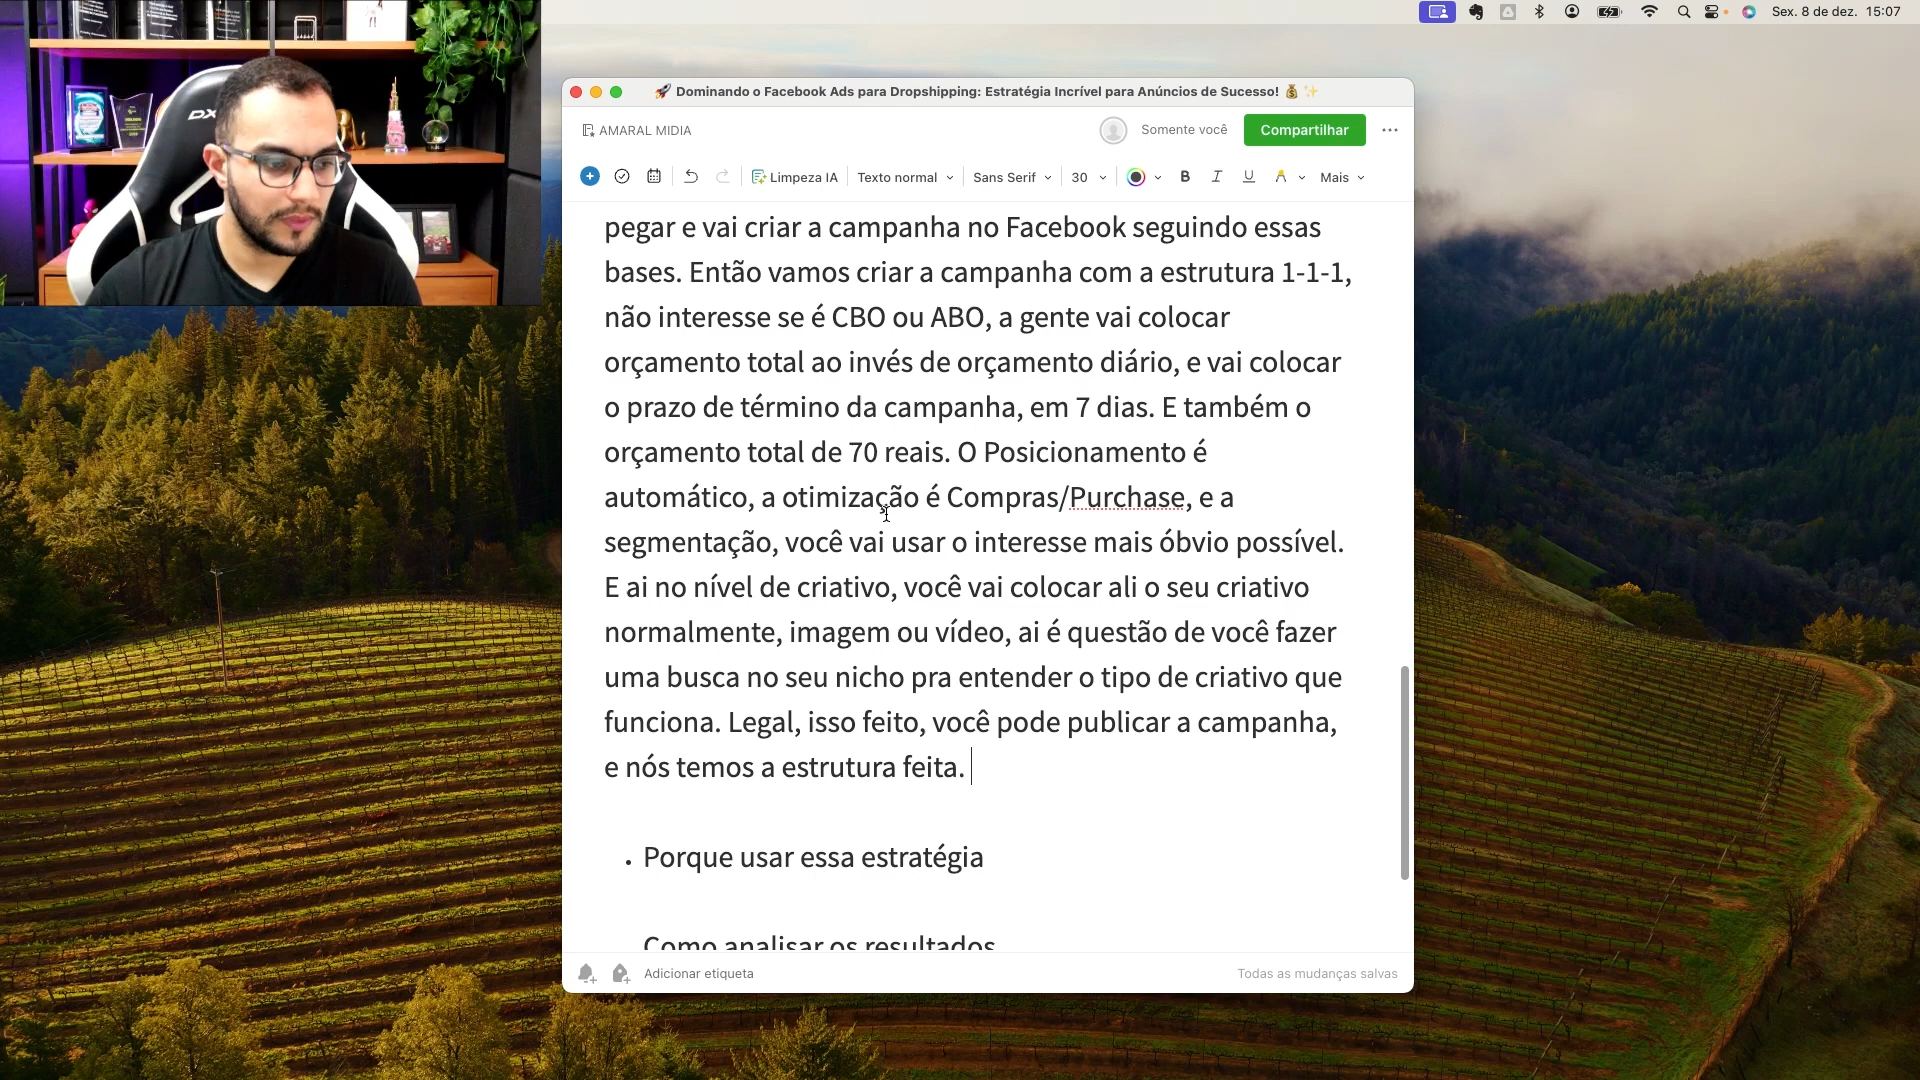 Sex. 8 de dez. 15:07
🚀 Dominando o Facebook Ads para Dropshipping: Estratégia Incrível para Anúncios de Sucesso! 💰 ✨
AMARAL MIDIA
Somente você
Compartilhar
Limpeza IA
Texto normal
Sans Serif
30
B
I
U
A
Mais
pegar e vai criar a campanha no Facebook seguindo essas
bases. Então vamos criar a campanha com a estrutura 1-1-1,
não interesse se é CBO ou ABO, a gente vai colocar
orçamento total ao invés de orçamento diário, e vai colocar
o prazo de término da campanha, em 7 dias. E também o
orçamento total de 70 reais. O Posicionamento é
automático, a otimização é Compras/Purchase, e a
segmentação, você vai usar o interesse mais óbvio possível.
E ai no nível de criativo, você vai colocar ali o seu criativo
normalmente, imagem ou vídeo, ai é questão de você fazer
uma busca no seu nicho pra entender o tipo de criativo que
funciona. Legal, isso feito, você pode publicar a campanha,
e nós temos a estrutura feita.
• Porque usar essa estratégia
Como analisar os resultados
Adicionar etiqueta
Todas as mudanças salvas
DX